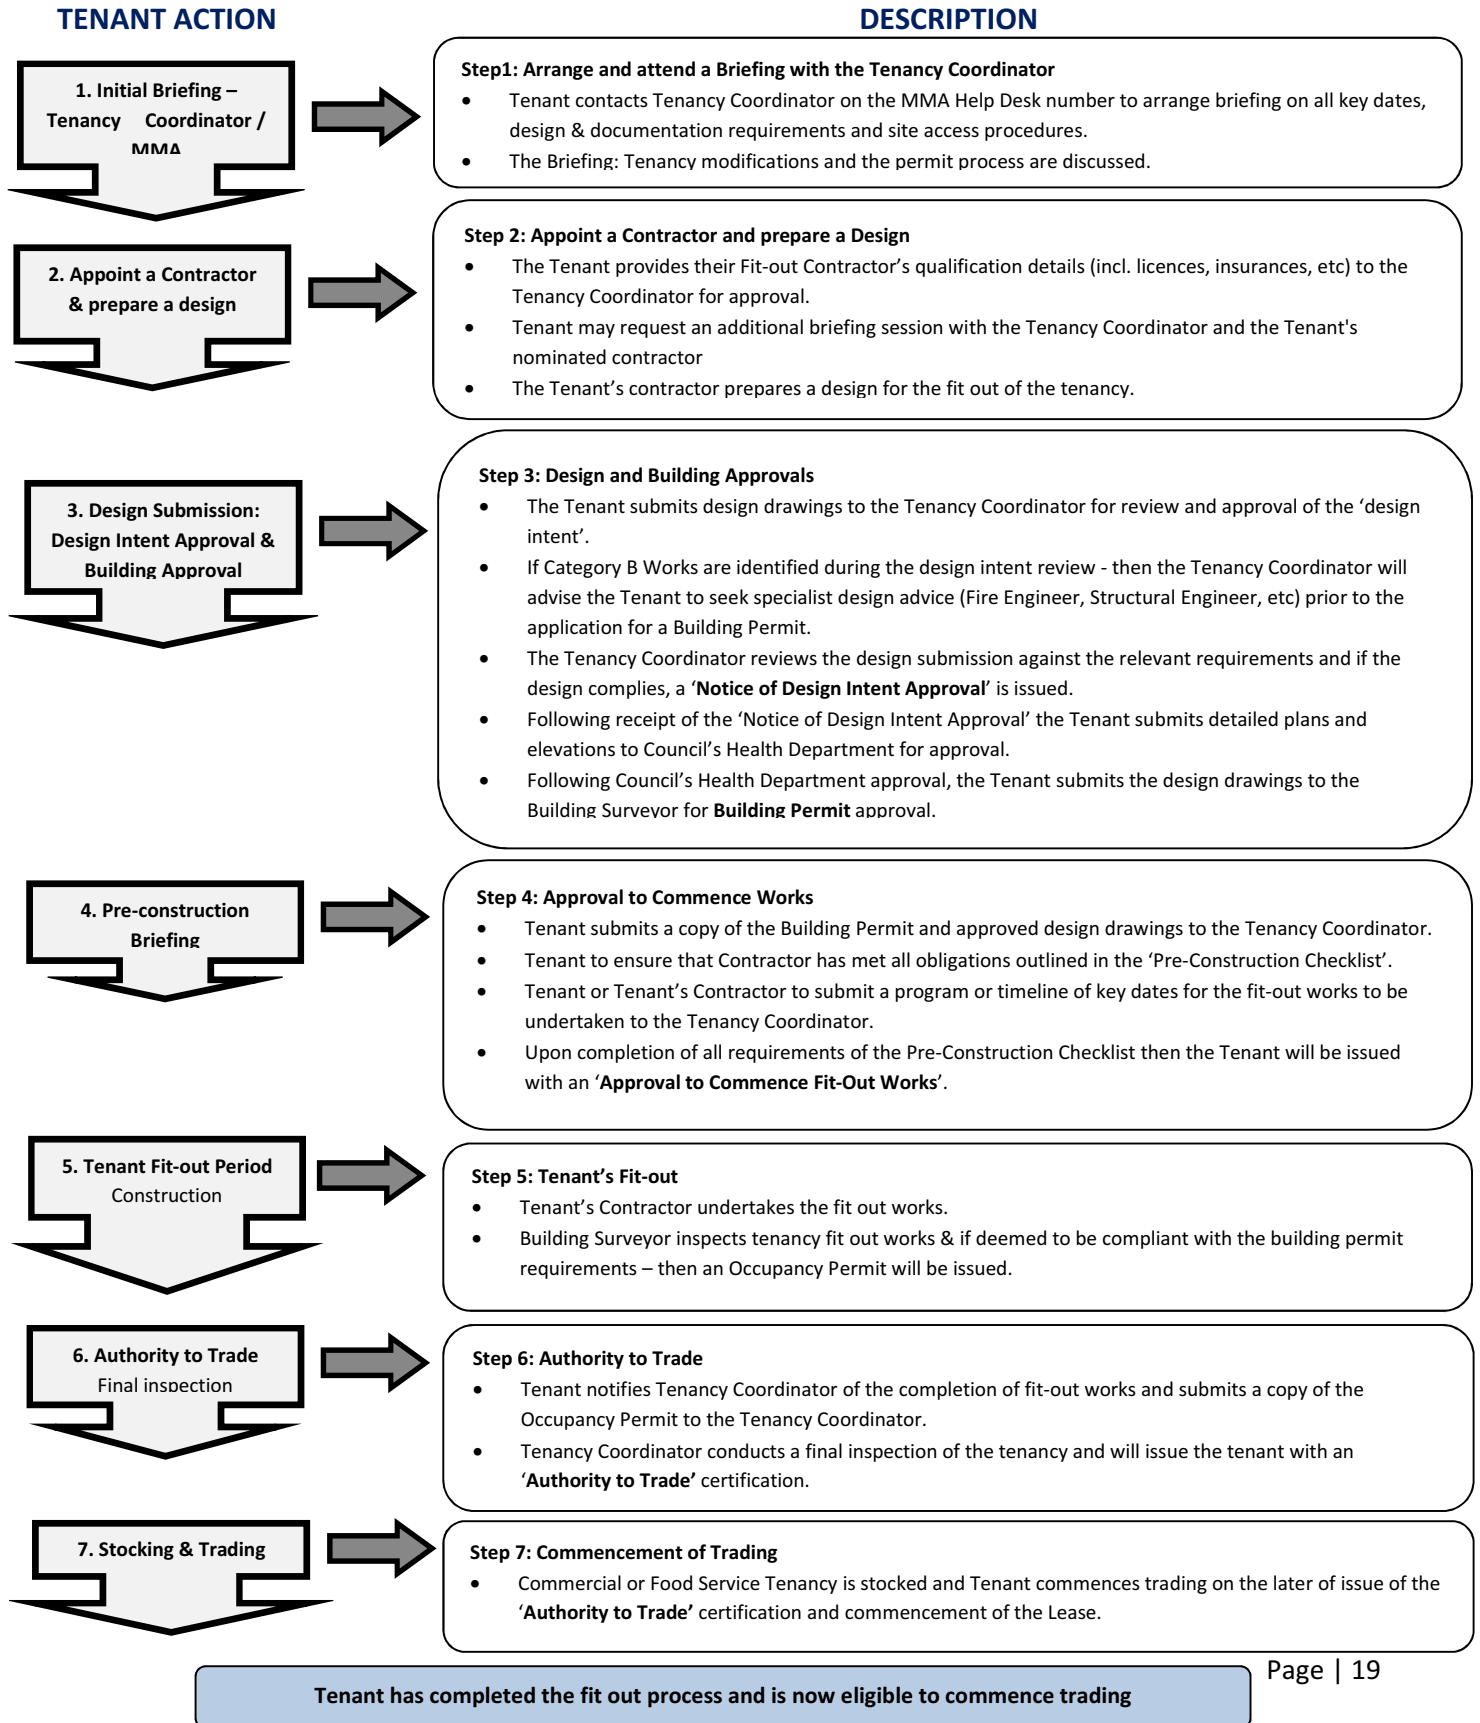 TENANT ACTION
DESCRIPTION
1. Initial Briefing –
Tenancy Coordinator /
MMA
Step1: Arrange and attend a Briefing with the Tenancy Coordinator
• Tenant contacts Tenancy Coordinator on the MMA Help Desk number to arrange briefing on all key dates,
design & documentation requirements and site access procedures.
• The Briefing: Tenancy modifications and the permit process are discussed.
2. Appoint a Contractor
& prepare a design
Step 2: Appoint a Contractor and prepare a Design
• The Tenant provides their Fit-out Contractor’s qualification details (incl. licences, insurances, etc) to the
Tenancy Coordinator for approval.
• Tenant may request an additional briefing session with the Tenancy Coordinator and the Tenant's
nominated contractor
• The Tenant’s contractor prepares a design for the fit out of the tenancy.
3. Design Submission:
Design Intent Approval &
Building Approval
Step 3: Design and Building Approvals
• The Tenant submits design drawings to the Tenancy Coordinator for review and approval of the ‘design
intent’.
• If Category B Works are identified during the design intent review - then the Tenancy Coordinator will
advise the Tenant to seek specialist design advice (Fire Engineer, Structural Engineer, etc) prior to the
application for a Building Permit.
• The Tenancy Coordinator reviews the design submission against the relevant requirements and if the
design complies, a ‘Notice of Design Intent Approval’ is issued.
• Following receipt of the ‘Notice of Design Intent Approval’ the Tenant submits detailed plans and
elevations to Council’s Health Department for approval.
• Following Council’s Health Department approval, the Tenant submits the design drawings to the
Building Surveyor for Building Permit approval.
4. Pre-construction
Briefing
Step 4: Approval to Commence Works
• Tenant submits a copy of the Building Permit and approved design drawings to the Tenancy Coordinator.
• Tenant to ensure that Contractor has met all obligations outlined in the ‘Pre-Construction Checklist’.
• Tenant or Tenant’s Contractor to submit a program or timeline of key dates for the fit-out works to be
undertaken to the Tenancy Coordinator.
• Upon completion of all requirements of the Pre-Construction Checklist then the Tenant will be issued
with an ‘Approval to Commence Fit-Out Works’.
5. Tenant Fit-out Period
Construction
Step 5: Tenant’s Fit-out
• Tenant’s Contractor undertakes the fit out works.
• Building Surveyor inspects tenancy fit out works & if deemed to be compliant with the building permit
requirements – then an Occupancy Permit will be issued.
6. Authority to Trade
Final inspection
Step 6: Authority to Trade
• Tenant notifies Tenancy Coordinator of the completion of fit-out works and submits a copy of the
Occupancy Permit to the Tenancy Coordinator.
• Tenancy Coordinator conducts a final inspection of the tenancy and will issue the tenant with an
‘Authority to Trade’ certification.
7. Stocking & Trading
Step 7: Commencement of Trading
• Commercial or Food Service Tenancy is stocked and Tenant commences trading on the later of issue of the
‘Authority to Trade’ certification and commencement of the Lease.
Page | 19
Tenant has completed the fit out process and is now eligible to commence trading